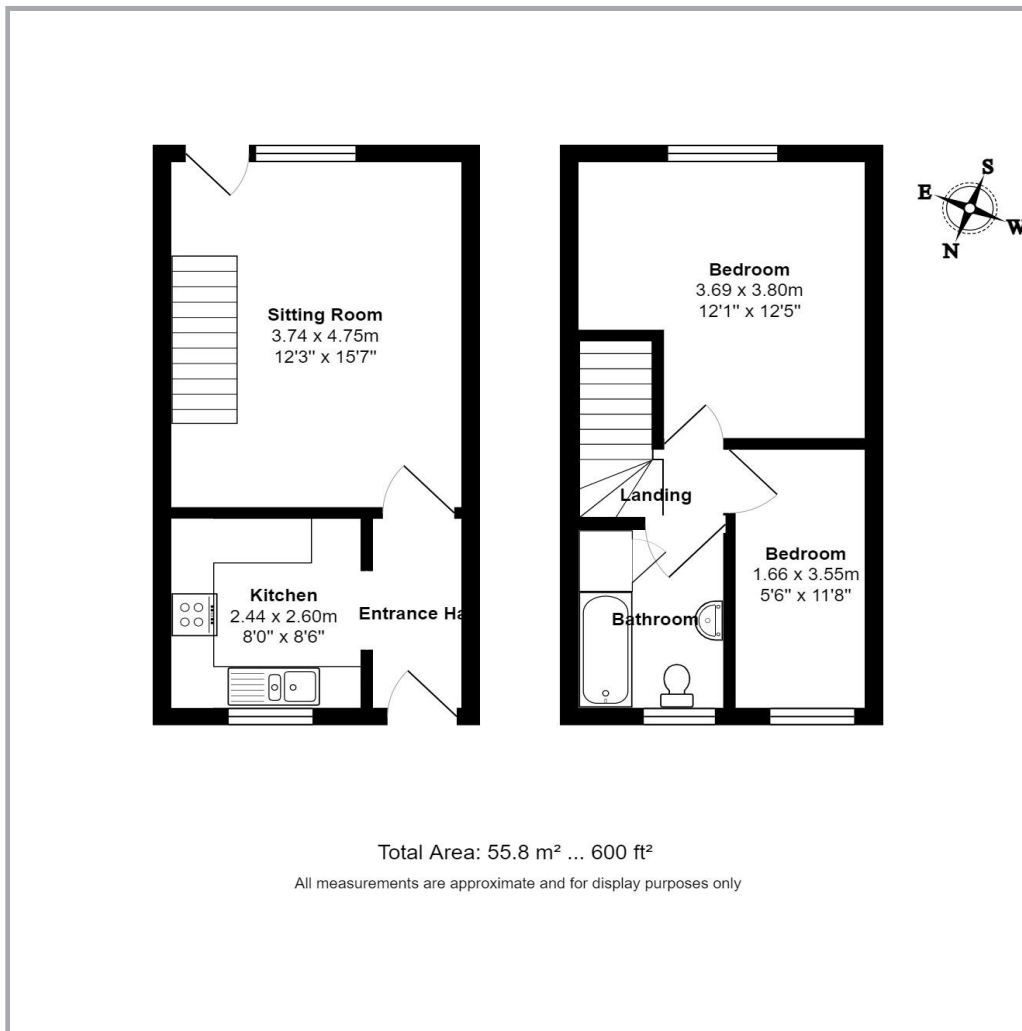 Sitting Room
3.74 x 4.75m
12'3" x 15'7"
Kitchen
2.44 x 2.60m
8'0" x 8'6"
Entrance Ha
Bedroom
3.69 x 3.80m
12'1" x 12'5"
Landing
Bedroom
1.66 x 3.55m
5'6" x 11'8"
Bathroom
S
E
W
N
Total Area: 55.8 m² ... 600 ft²
All measurements are approximate and for display purposes only